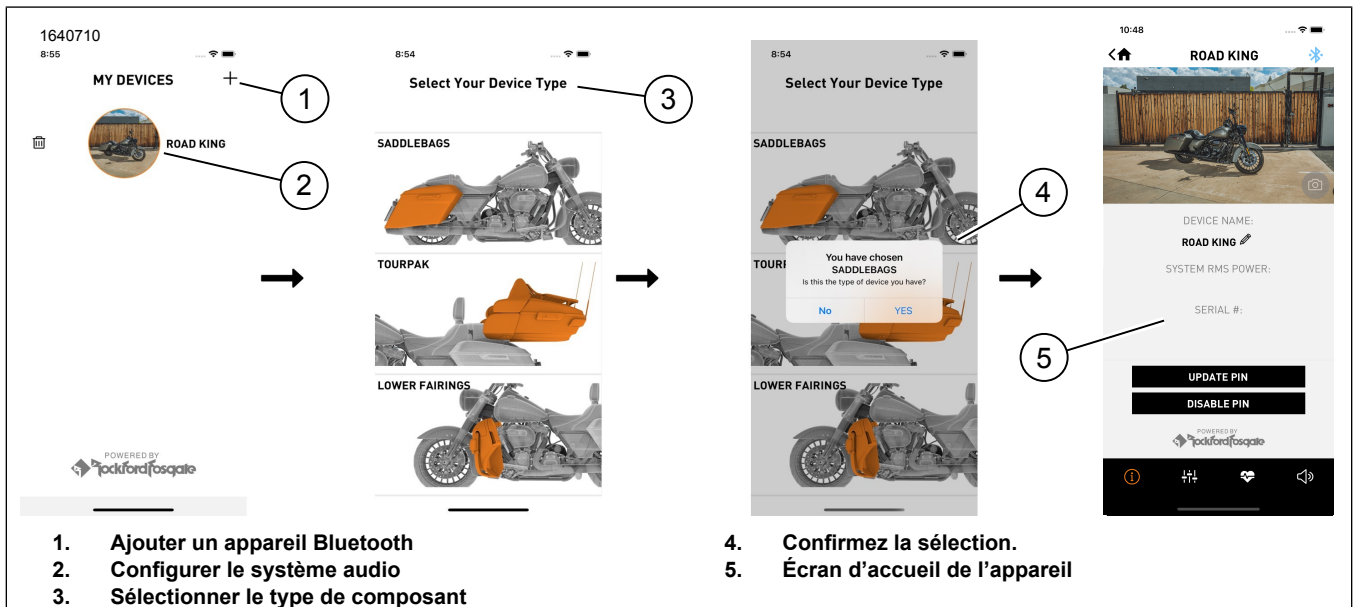 1640710
8:55
MY DEVICES
1
ROAD KING
2
POWERED BY
Rockford Fosgate
8:54
Select Your Device Type
3
SADDLEBAGS
TOURPAK
LOWER FAIRINGS
8:54
Select Your Device Type
SADDLEBAGS
4
TOURP
You have chosen
SADDLEBAGS
Is this the type of device you have?
No YES
LOWER FAIRINGS
10:48
ROAD KING
DEVICE NAME:
ROAD KING
SYSTEM RMS POWER:
SERIAL #:
5
UPDATE PIN
DISABLE PIN
POWERED BY
Rockford Fosgate
1. Ajouter un appareil Bluetooth
2. Configurer le système audio
3. Sélectionner le type de composant
4. Confirmez la sélection.
5. Écran d’accueil de l’appareil